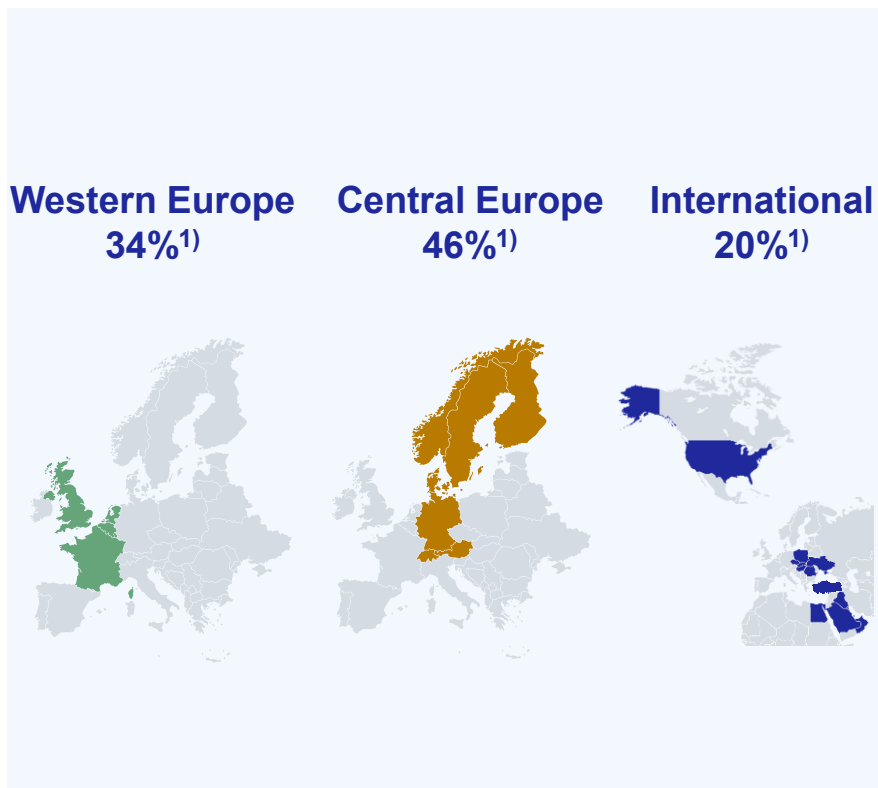 Western Europe
34%1)
Central Europe
46%1)
International
20%1)